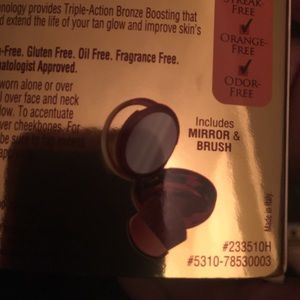 nology provides Triple-Action Bronze Boosting that
d extend the life of your tan glow and improve skin's
STREAK-
FREE
ORANGE-
FREE
ODOR-
FREE
n-Free. Gluten Free. Oil Free. Fragrance Free.
matologist Approved.
worn alone or over
l over face and neck
low. To accentuate
ver cheekbones. For
Includes
MIRROR &
BRUSH
Made in Italy
#233510H
#5310-78530003